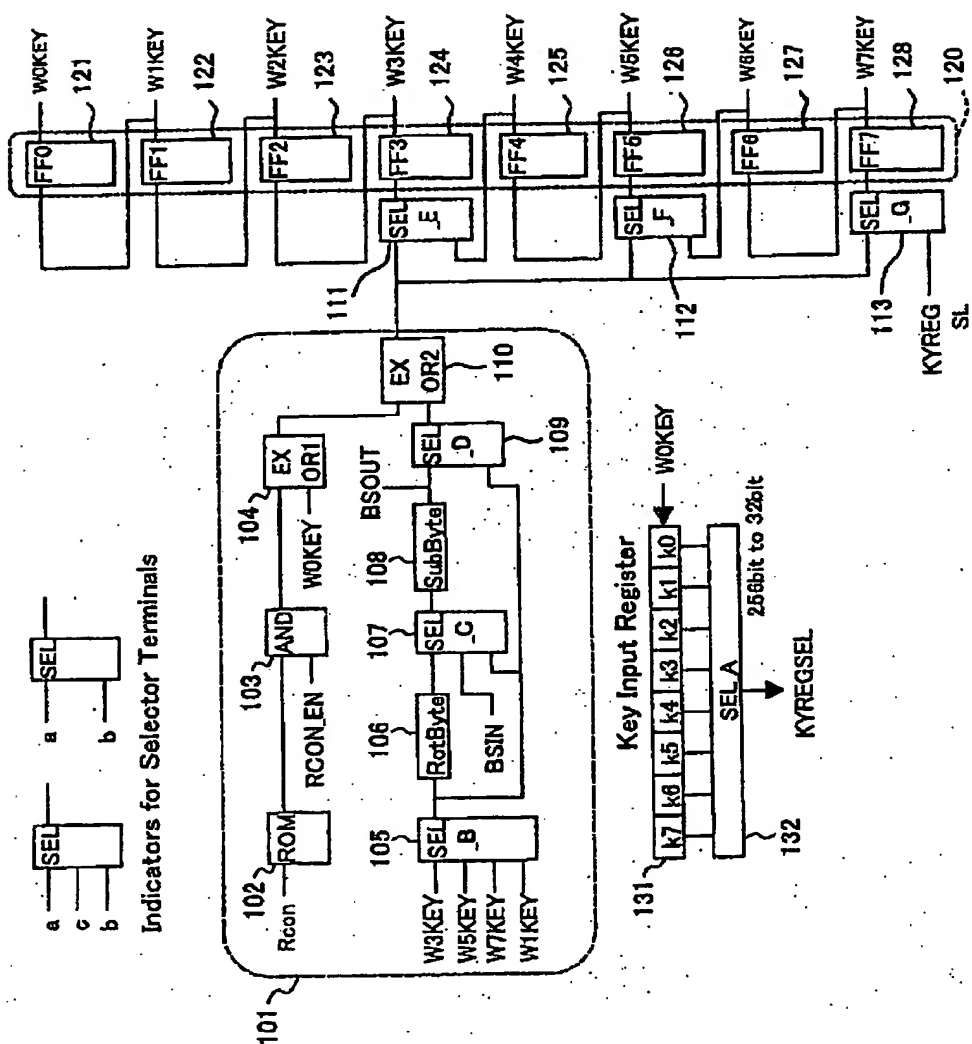 a
c
b
SEL
a
b
SEL
Indicators for Selector Terminals
101
Rcon
102
ROM
103
AND
RCON_EN
104
EX
OR1
W0KEY
W3KEY
W5KEY
W7KEY
W1KEY
105
SEL
_B
106
RotByte
BSIN
107
SEL
_C
108
SubByte
BSOUT
SEL
_D
109
EX
OR2
110
111
SEL
_E
SEL
_F
112
SEL
_G
113
KYREG
SL
FF0
W0KEY
121
FF1
W1KEY
122
FF2
W2KEY
123
FF3
W3KEY
124
FF4
W4KEY
125
FF5
W5KEY
126
FF6
W6KEY
127
FF7
W7KEY
128
120
Key Input Register
131
k7 k6 k5 k4 k3 k2 k1 k0
W0KEY
132
SEL_A
256bit to 32bit
KYREGSEL